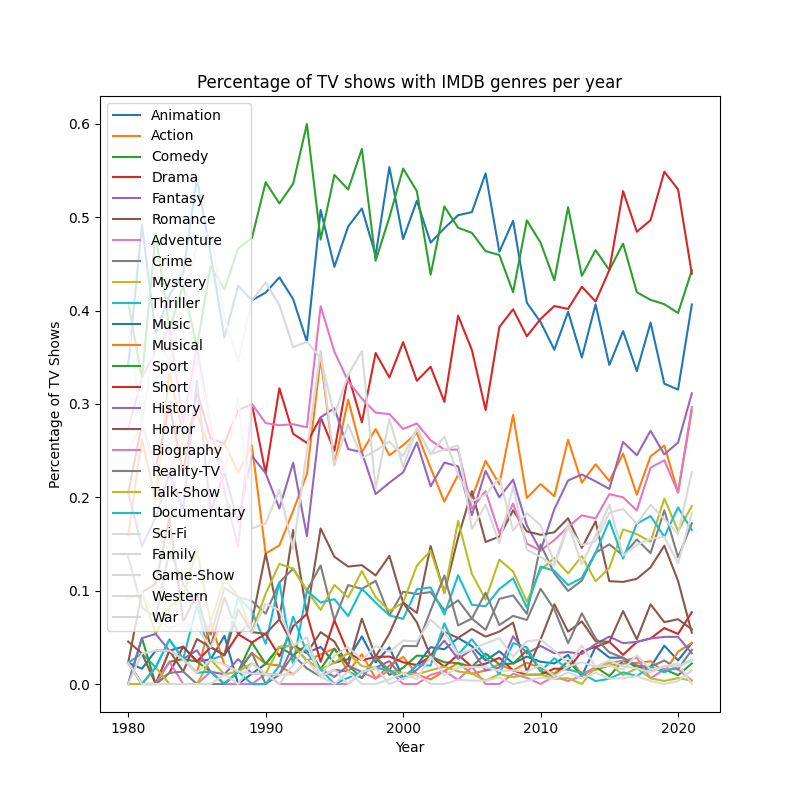 Percentage of TV shows with IMDB genres per year
0.6
0.5
0.4
0.3
0.2
0.1
0.0
Percentage of TV Shows
Animation
Action
Comedy
Drama
Fantasy
Romance
Adventure
Crime
Mystery
Thriller
Music
Musical
Sport
Short
History
Horror
Biography
Reality-TV
Talk-Show
Documentary
Sci-Fi
Family
Game-Show
Western
War
1980
1990
2000
2010
2020
Year